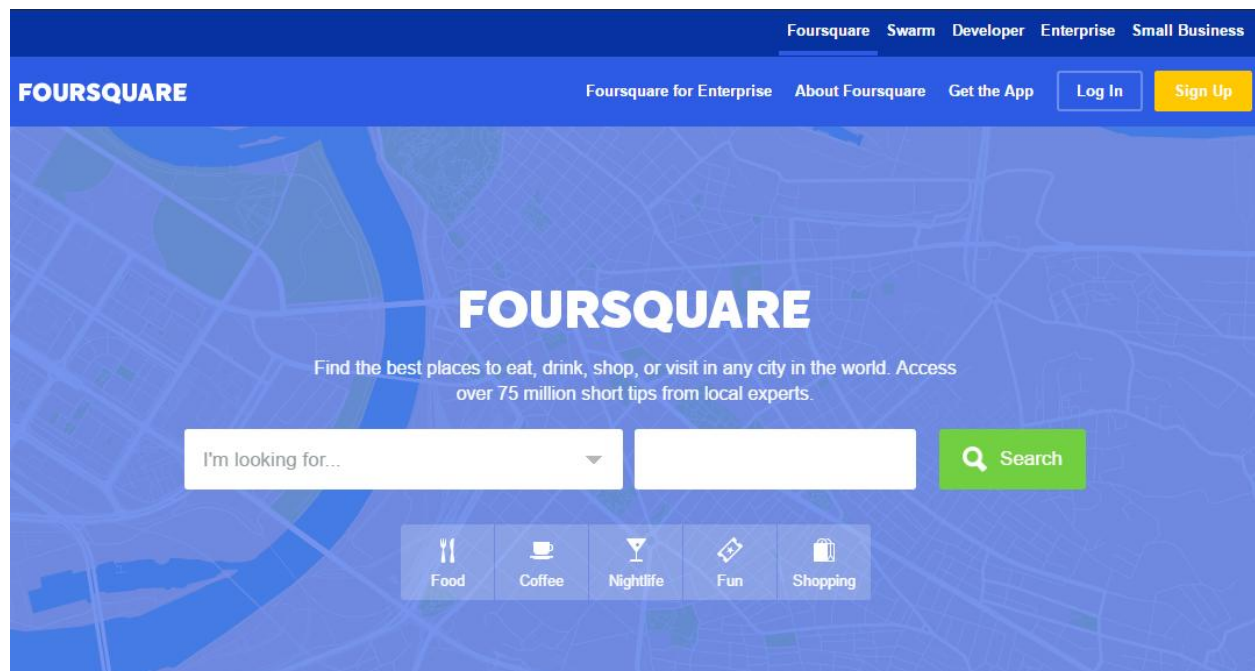 Foursquare Swarm Developer Enterprise Small Business
FOURSQUARE Foursquare for Enterprise About Foursquare Get the App Log In Sign Up
FOURSQUARE
Find the best places to eat, drink, shop, or visit in any city in the world. Access
over 75 million short tips from local experts.
I'm looking for... Search
Food Coffee Nightlife Fun Shopping